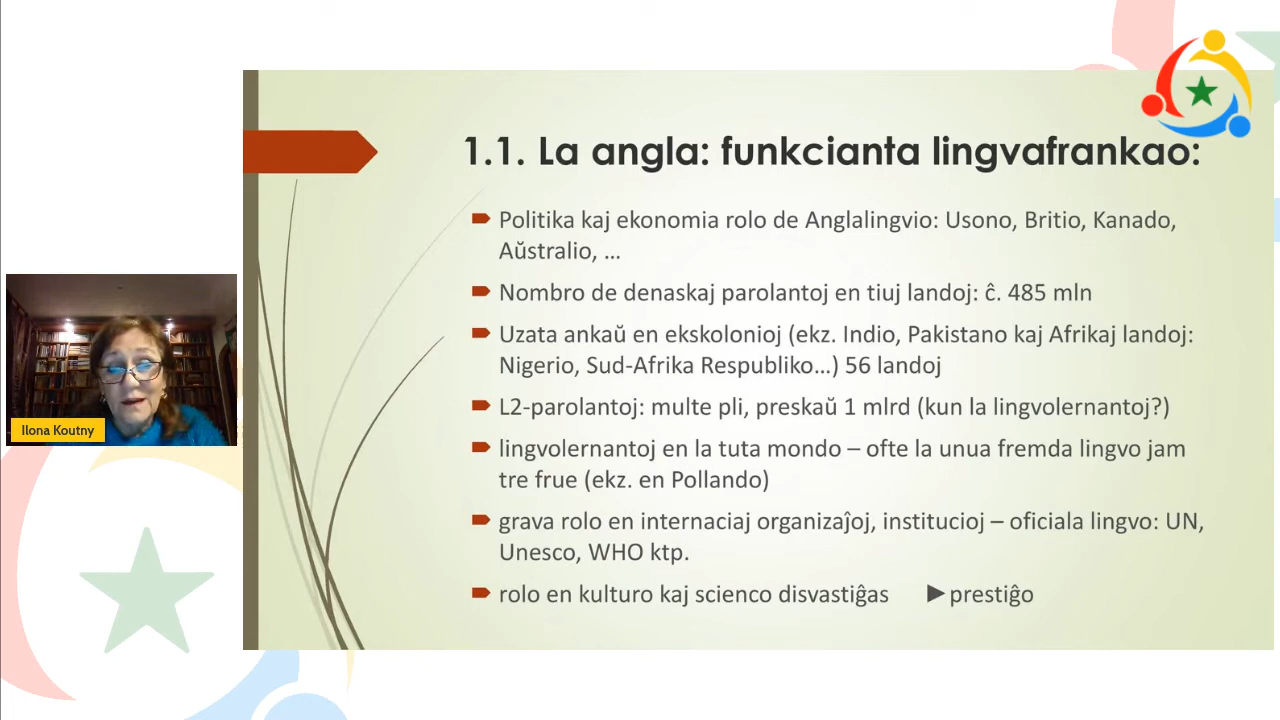 1.1. La angla: funkcianta lingvafrankao:
Politika kaj ekonomia rolo de Anglalingvio: Usono, Britio, Kanado,
Aŭstralio, ...
Nombro de denaskaj parolantoj en tiuj landoj: ĉ. 485 mln
Uzata ankaŭ en ekskolonioj (ekz. Indio, Pakistano kaj Afrikaj landoj:
Nigerio, Sud-Afrika Respubliko...) 56 landoj
L2-parolantoj: multe pli, preskaŭ 1 mlrd (kun la lingvolernantoj?)
lingvolernantoj en la tuta mondo – ofte la unua fremda lingvo jam
tre frue (ekz. en Pollando)
grava rolo en internaciaj organizaĵoj, institucioj – oficiala lingvo: UN,
Unesco, WHO ktp.
rolo en kulturo kaj scienco disvastiĝas ►prestiĝo
Ilona Koutny